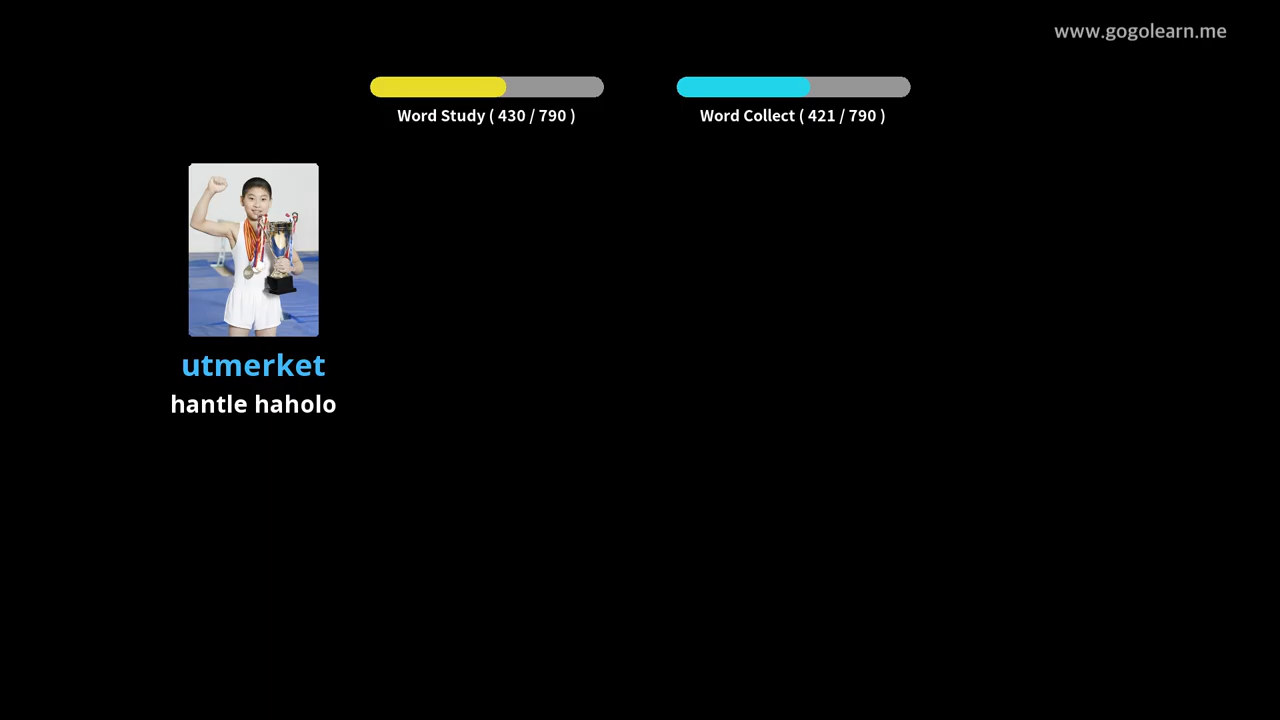 www.gogolearn.me
Word Study ( 430 / 790 )
Word Collect ( 421 / 790 )
utmerket
hantle haholo